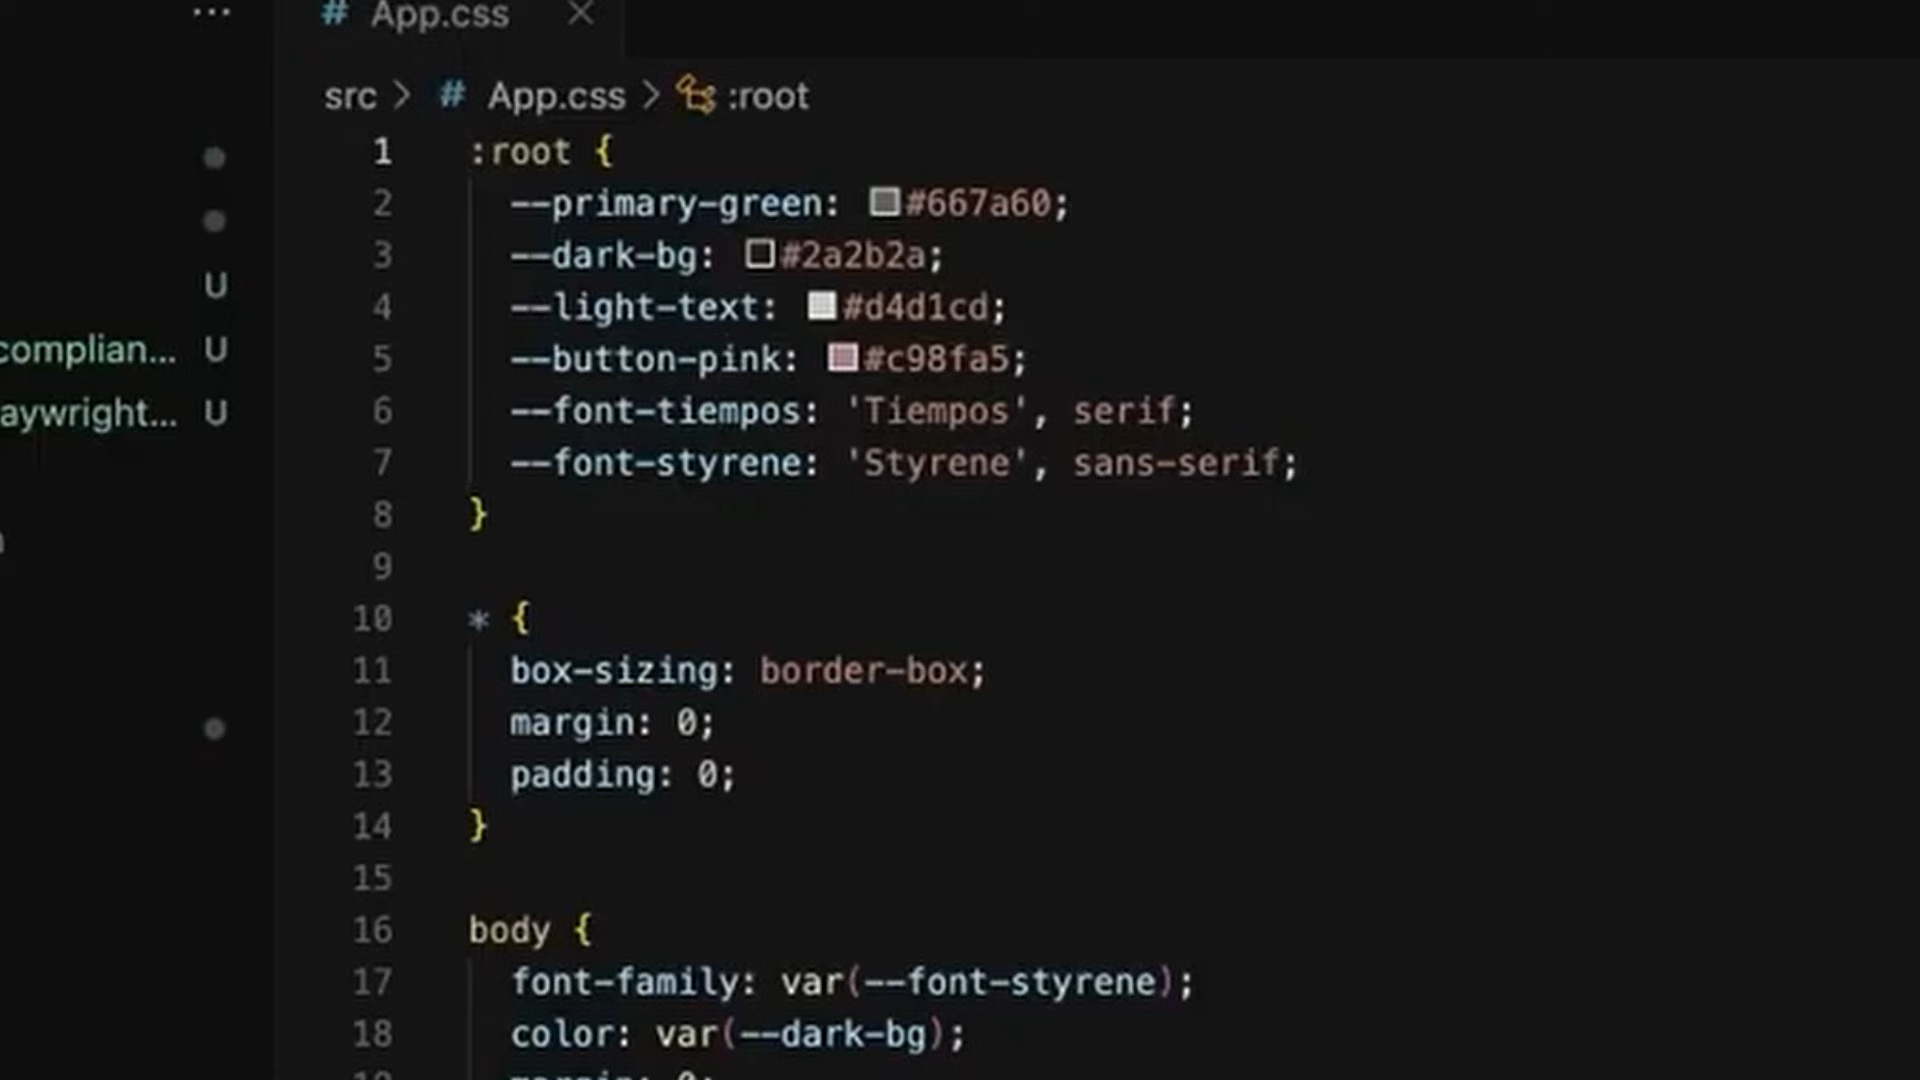 ...
# App.css ×
src > # App.css > :root
1 :root {
2 --primary-green: #667a60;
3 --dark-bg: #2a2b2a;
U
4 --light-text: #d4d1cd;
complian... U
5 --button-pink: #c98fa5;
aywright... U
6 --font-tiempos: 'Tiempos', serif;
7 --font-styrene: 'Styrene', sans-serif;
8 }
9
10 * {
11 box-sizing: border-box;
12 margin: 0;
13 padding: 0;
14 }
15
16 body {
17 font-family: var(--font-styrene);
18 color: var(--dark-bg);
margin: 0;